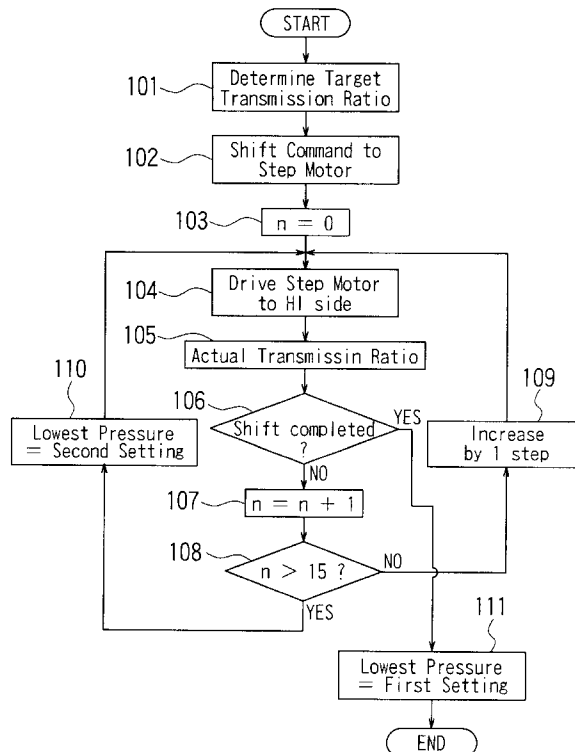 START
101
Determine Target
Transmission Ratio
102
Shift Command to
Step Motor
103
n = 0
104
Drive Step Motor
to HI side
105
Actual Transmissin Ratio
106
Shift completed
?
YES
NO
107
n = n + 1
108
n > 15 ?
NO
YES
109
Increase
by 1 step
110
Lowest Pressure
= Second Setting
111
Lowest Pressure
= First Setting
END